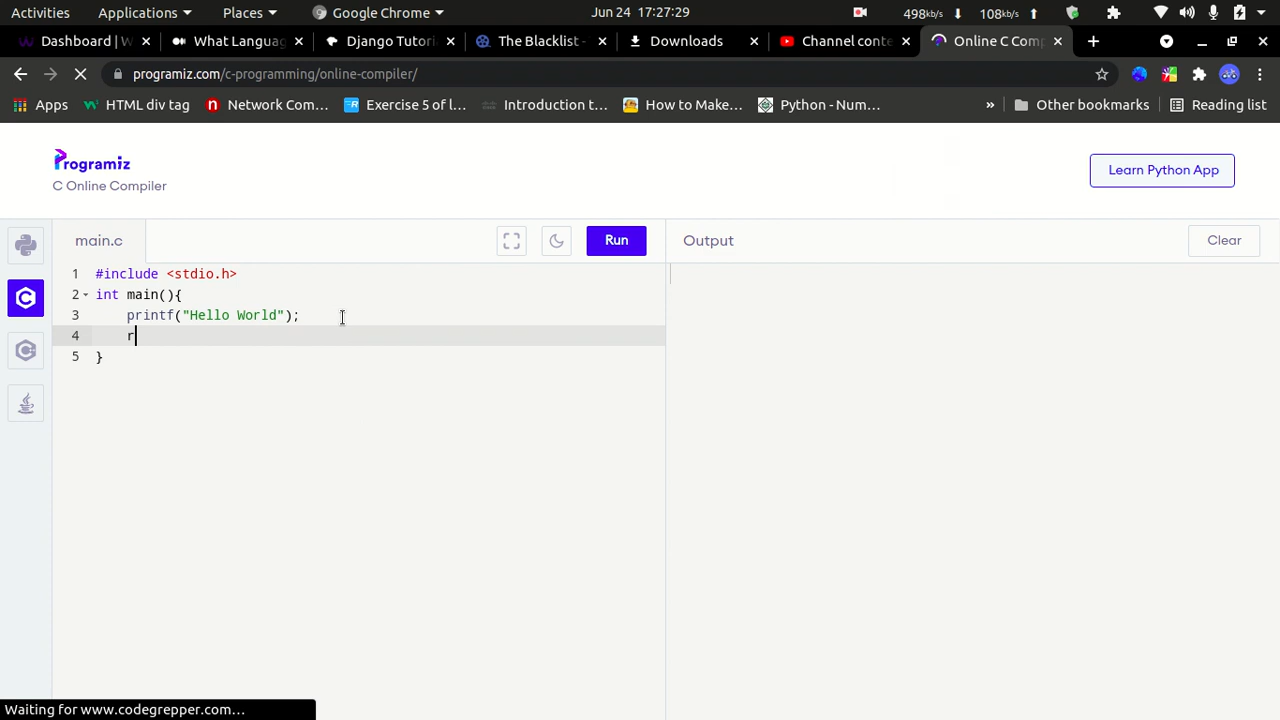 Activities Applications Places Google Chrome Jun 24 17:27:29 498kb/s 108kb/s
Dashboard | W What Languag Django Tutori The Blacklist - Downloads Channel conte Online C Comp
programiz.com/c-programming/online-compiler/
Apps HTML div tag Network Com... Exercise 5 of l... Introduction t... How to Make... Python - Num... » Other bookmarks Reading list
Programiz
C Online Compiler
Learn Python App
main.c Run Output Clear
1 #include <stdio.h>
2 int main(){
3 printf("Hello World");
4 r
5 }
Waiting for www.codegrepper.com...